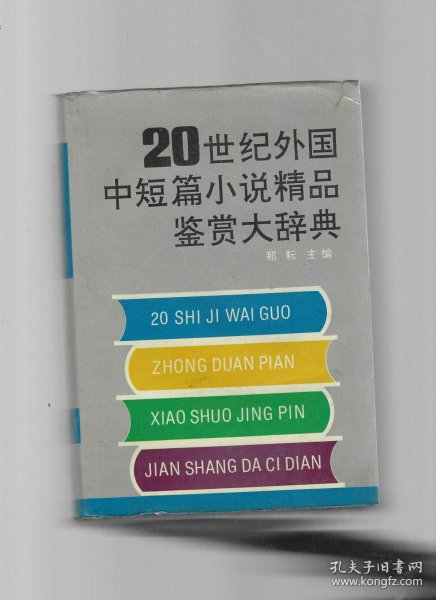 20世纪外国
中短篇小说精品
鉴赏大辞典
那耘 主编
20 SHI JI WAI GUO
ZHONG DUAN PIAN
XIAO SHUO JING PIN
JIAN SHANG DA CI DIAN
孔夫子旧书网
www.kongfz.com